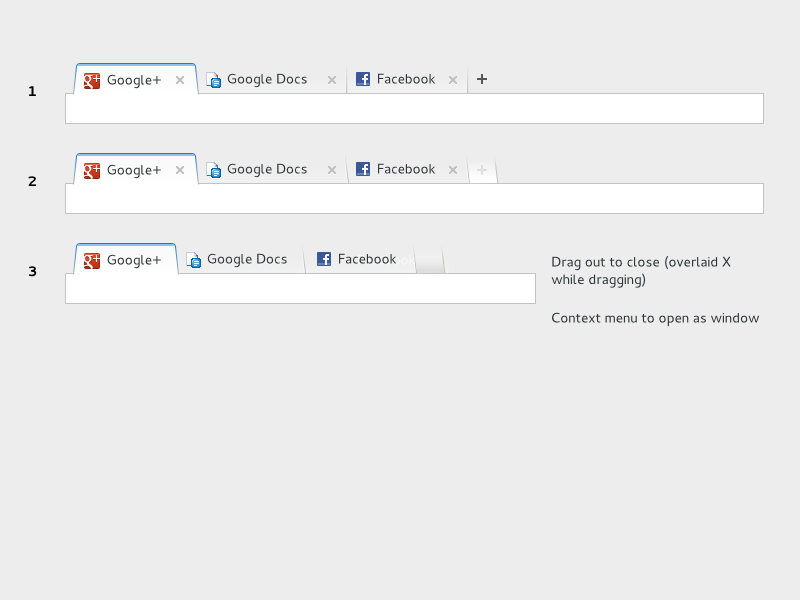 1 Google+ × Google Docs × Facebook × +
2 Google+ × Google Docs × Facebook × +
3 Google+ Google Docs Facebook
Drag out to close (overlaid X
while dragging)
Context menu to open as window